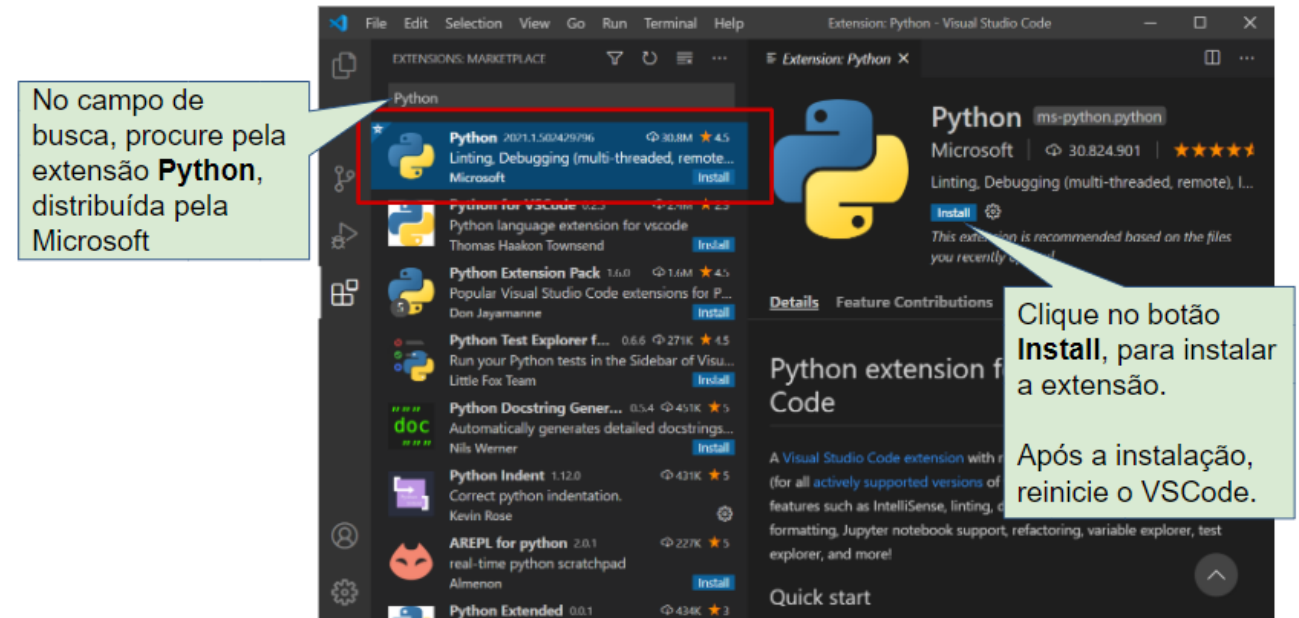 File Edit Selection View Go Run Terminal Help
Extension: Python - Visual Studio Code
EXTENSIONS: MARKETPLACE
Python
No campo de
busca, procure pela
extensão Python,
distribuída pela
Microsoft
Python 2021.1.502429796 30.8M 4.5
Linting, Debugging (multi-threaded, remote...
Microsoft Install
Python for VSCode
Python language extension for vscode
Thomas Haakon Townsend Install
Python Extension Pack 1.6.0 1.6M 4.5
Popular Visual Studio Code extensions for P...
Don Jayamanne Install
Python Test Explorer f... 0.6.6 271K 4.5
Run your Python tests in the Sidebar of Visu...
Little Fox Team Install
Python Docstring Gener... 0.5.4 451K 5
Automatically generates detailed docstrings...
Nils Werner Install
Python Indent 1.12.0 431K 5
Correct python indentation.
Kevin Rose
AREPL for python 2.0.1 227K 5
real-time python scratchpad
Almenon Install
Python Extended 0.0.1 434K 3
""" doc """
Extension: Python
Python ms-python.python
Microsoft 30.824.901
Linting, Debugging (multi-threaded, remote), I...
Install
This extension is recommended based on the files
you recently
Details Feature Contributions
Clique no botão
Install, para instalar
a extensão.
Após a instalação,
reinicie o VSCode.
Python extension
Code
A Visual Studio Code extension with
(for all actively supported versions of
features such as IntelliSense, linting,
formatting, Jupyter notebook support, refactoring, variable explorer, test
explorer, and more!
Quick start